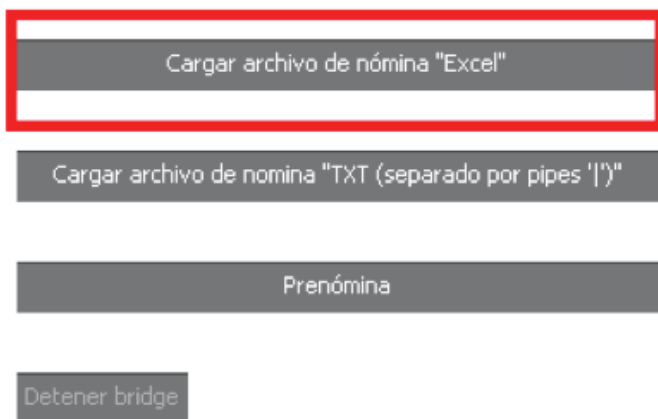 Cargar archivo de nómina "Excel"
Cargar archivo de nomina "TXT (separado por pipes '|')"
Prenómina
Detener bridge